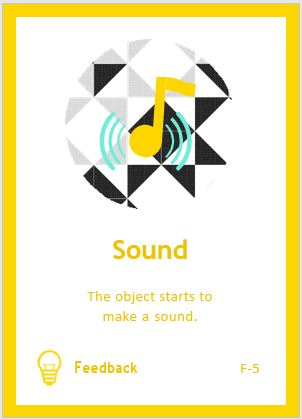 Sound
The object starts to
make a sound.
Feedback F-5